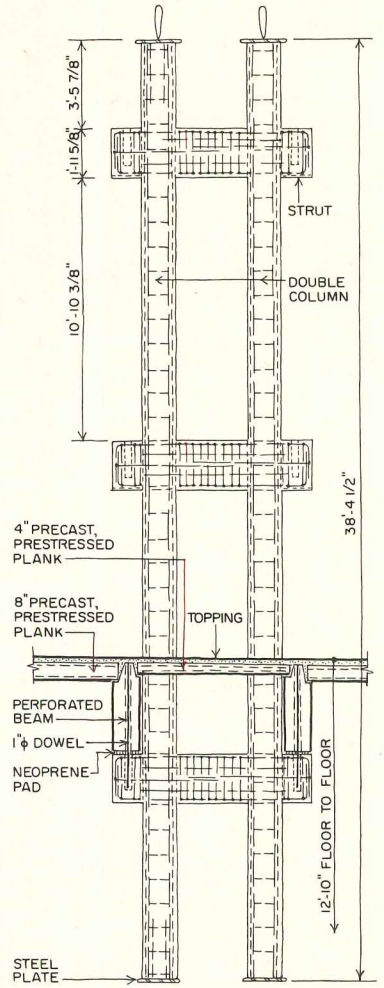 3'-5 7/8"
'-11 5/8"
STRUT
10'-10 3/8"
DOUBLE
COLUMN
38'-4 1/2"
4" PRECAST,
PRESTRESSED
PLANK
8" PRECAST,
PRESTRESSED
PLANK
TOPPING
PERFORATED
BEAM
1"ϕ DOWEL
NEOPRENE
PAD
12'-10" FLOOR TO FLOOR
STEEL
PLATE